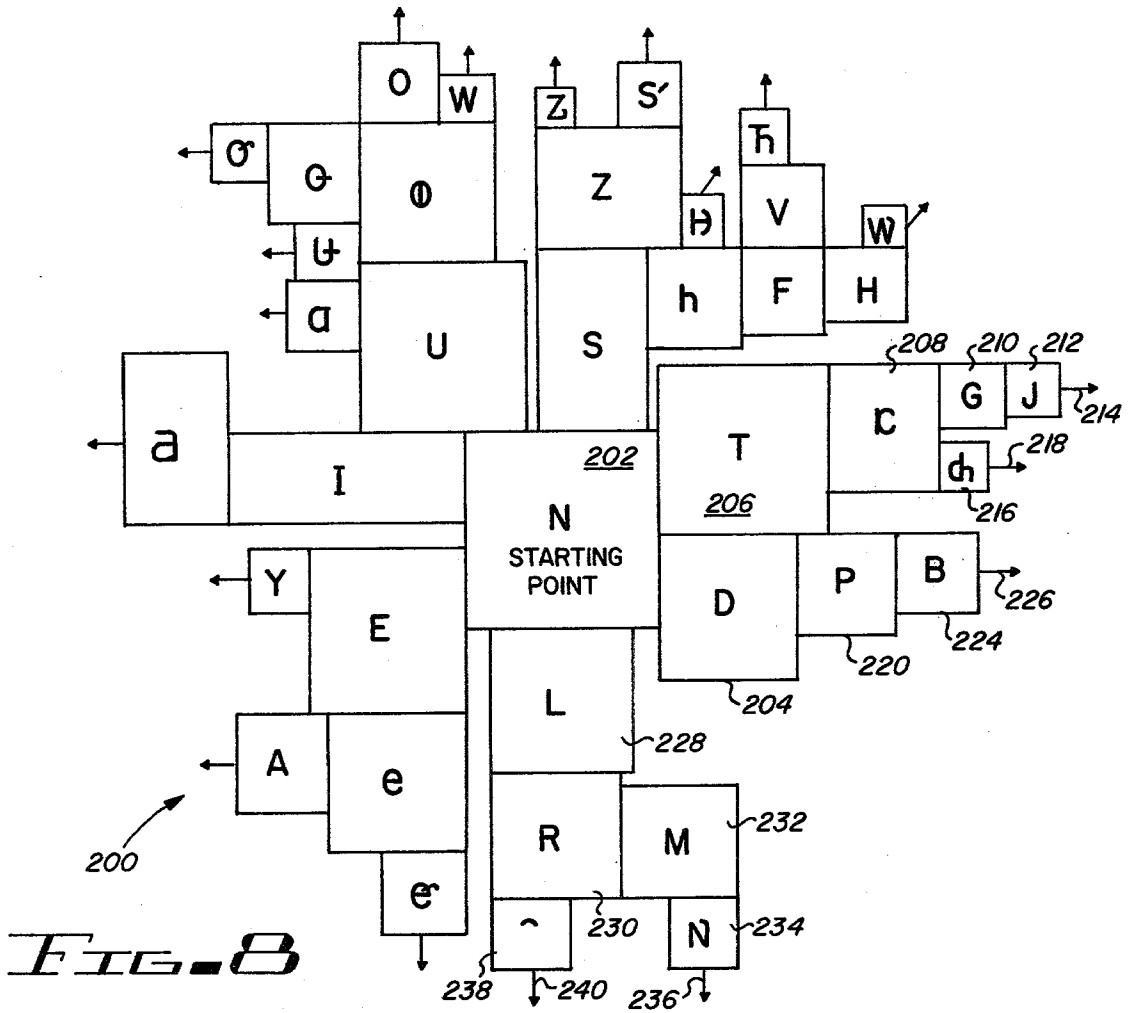 O
W
Z
S′
Ħ
O
Z
V
W
a
U
S
h
F
H
208
210
212
T
G
J
214
a
I
202
218
206
216
N
STARTING
POINT
Y
E
D
P
B
226
224
220
204
L
228
A
e
R
M
232
200
230
N
234
FIG. 8
238
240
236